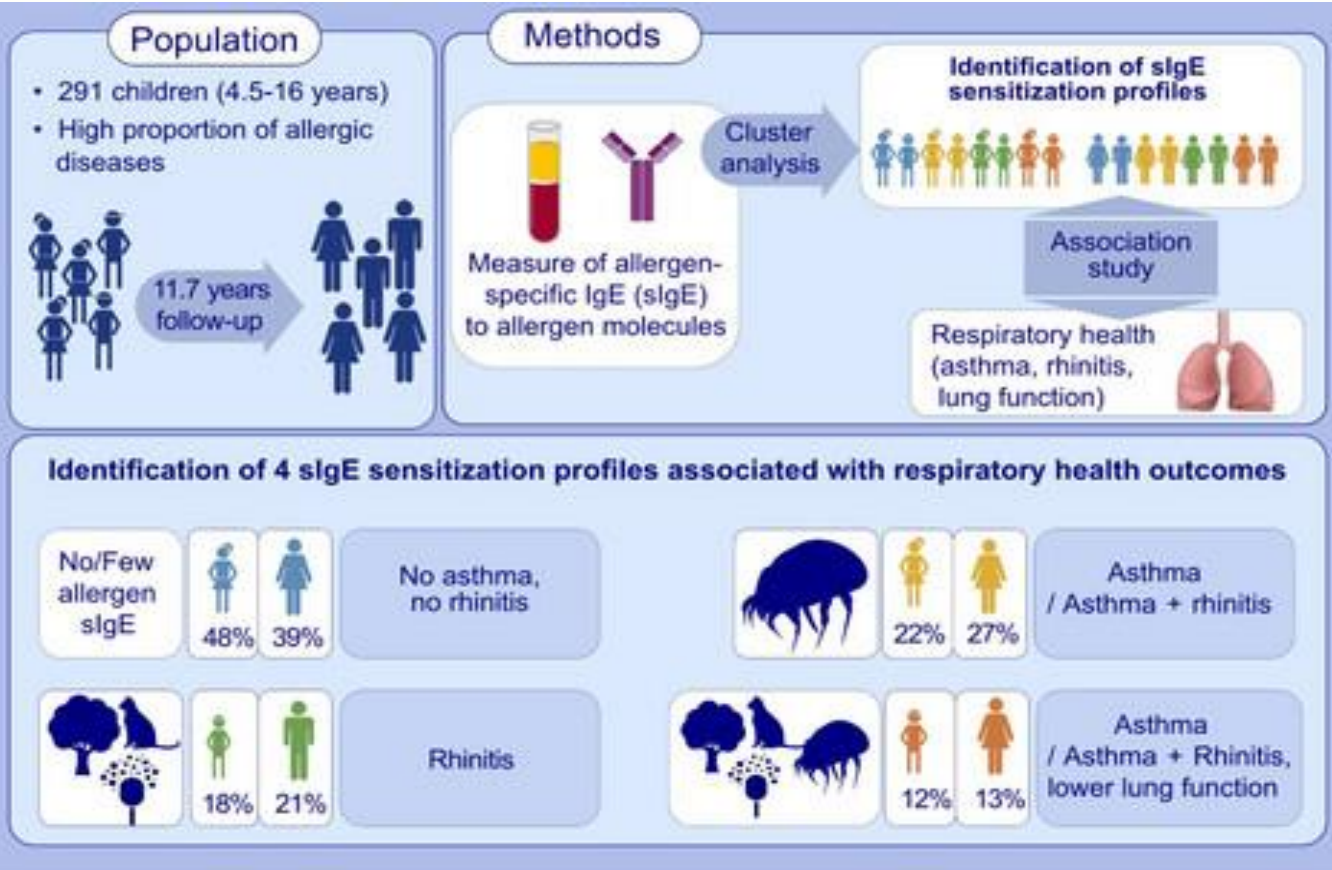 Population
• 291 children (4.5-16 years)
• High proportion of allergic
diseases
11.7 years
follow-up
Methods
Measure of allergen-
specific IgE (sIgE)
to allergen molecules
Cluster
analysis
Identification of sIgE
sensitization profiles
Association
study
Respiratory health
(asthma, rhinitis,
lung function)
Identification of 4 sIgE sensitization profiles associated with respiratory health outcomes
No/Few
allergen
sIgE
48% 39%
No asthma,
no rhinitis
22% 27%
Asthma
/ Asthma + rhinitis
18% 21%
Rhinitis
12% 13%
Asthma
/ Asthma + Rhinitis,
lower lung function